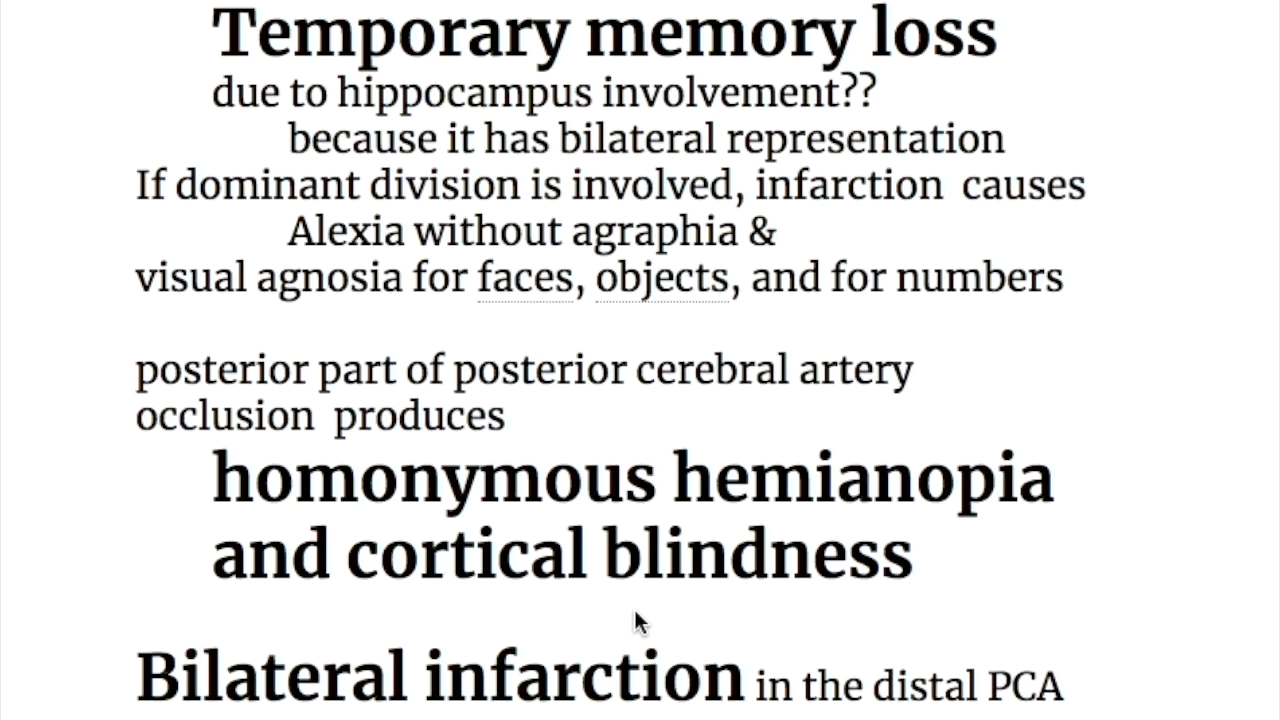 Temporary memory loss
due to hippocampus involvement??
because it has bilateral representation
If dominant division is involved, infarction causes
Alexia without agraphia &
visual agnosia for faces, objects, and for numbers
posterior part of posterior cerebral artery
occlusion produces
homonymous hemianopia
and cortical blindness
Bilateral infarction in the distal PCA